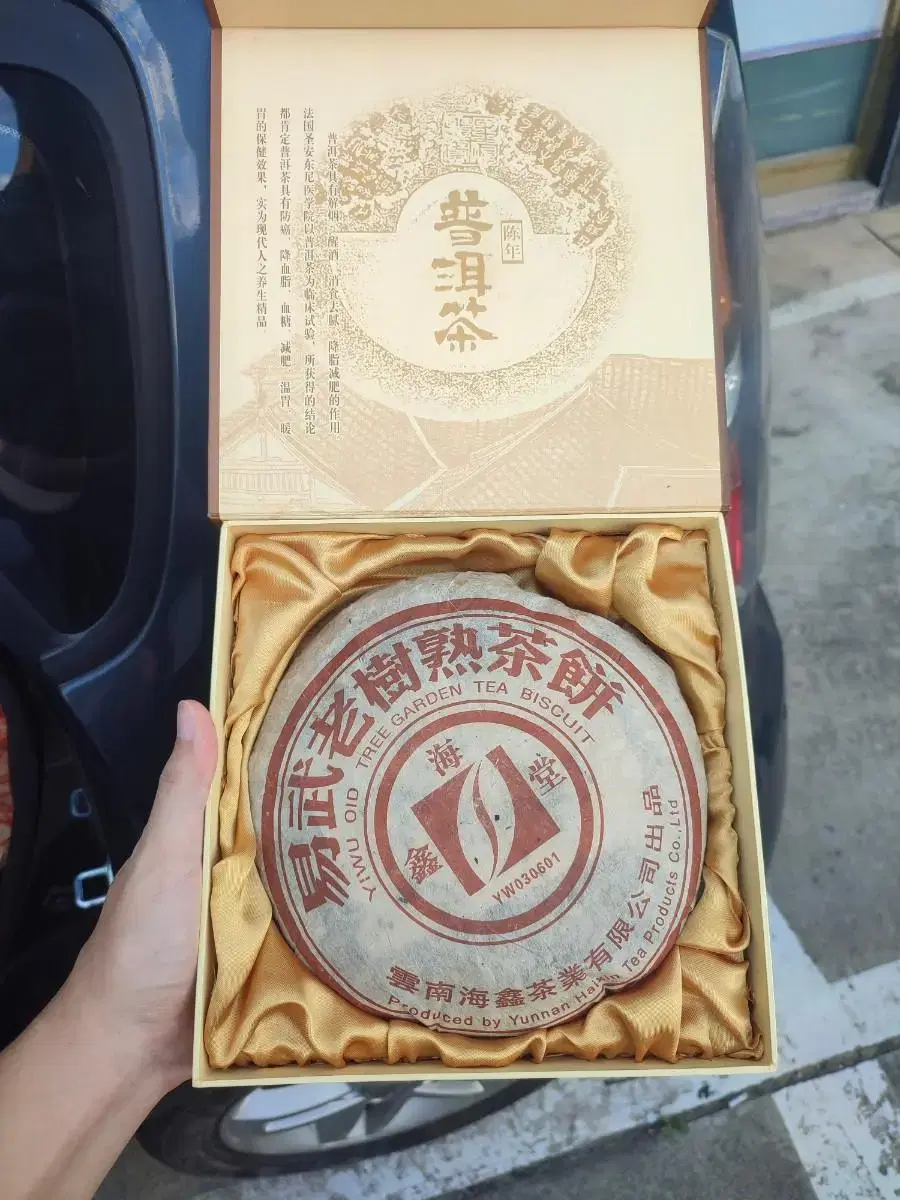 陈年
普洱茶
普洱茶具有解烟、醒酒、消食去腻、降脂减肥的作用,
法国圣安东尼医学院以普洱茶为临床试验,所获得的结论
都肯定普洱茶具有防癌、降血脂、血糖、减肥、温胃、暖
胃的保健效果,实为现代人之养生精品。
易武老樹熟茶餅
YIWU OID TREE GARDEN TEA BISCUIT
鑫海堂
YW030601
雲南海鑫茶業有限公司出品
Produced by Yunnan Haixin Tea Products Co.,Ltd